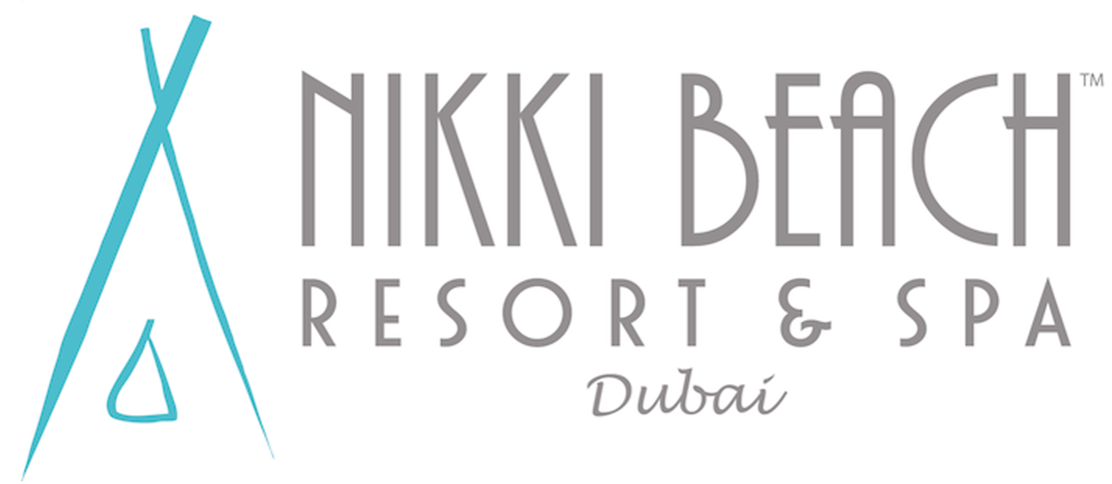 NIKKI BEACH™
RESORT & SPA
Dubai